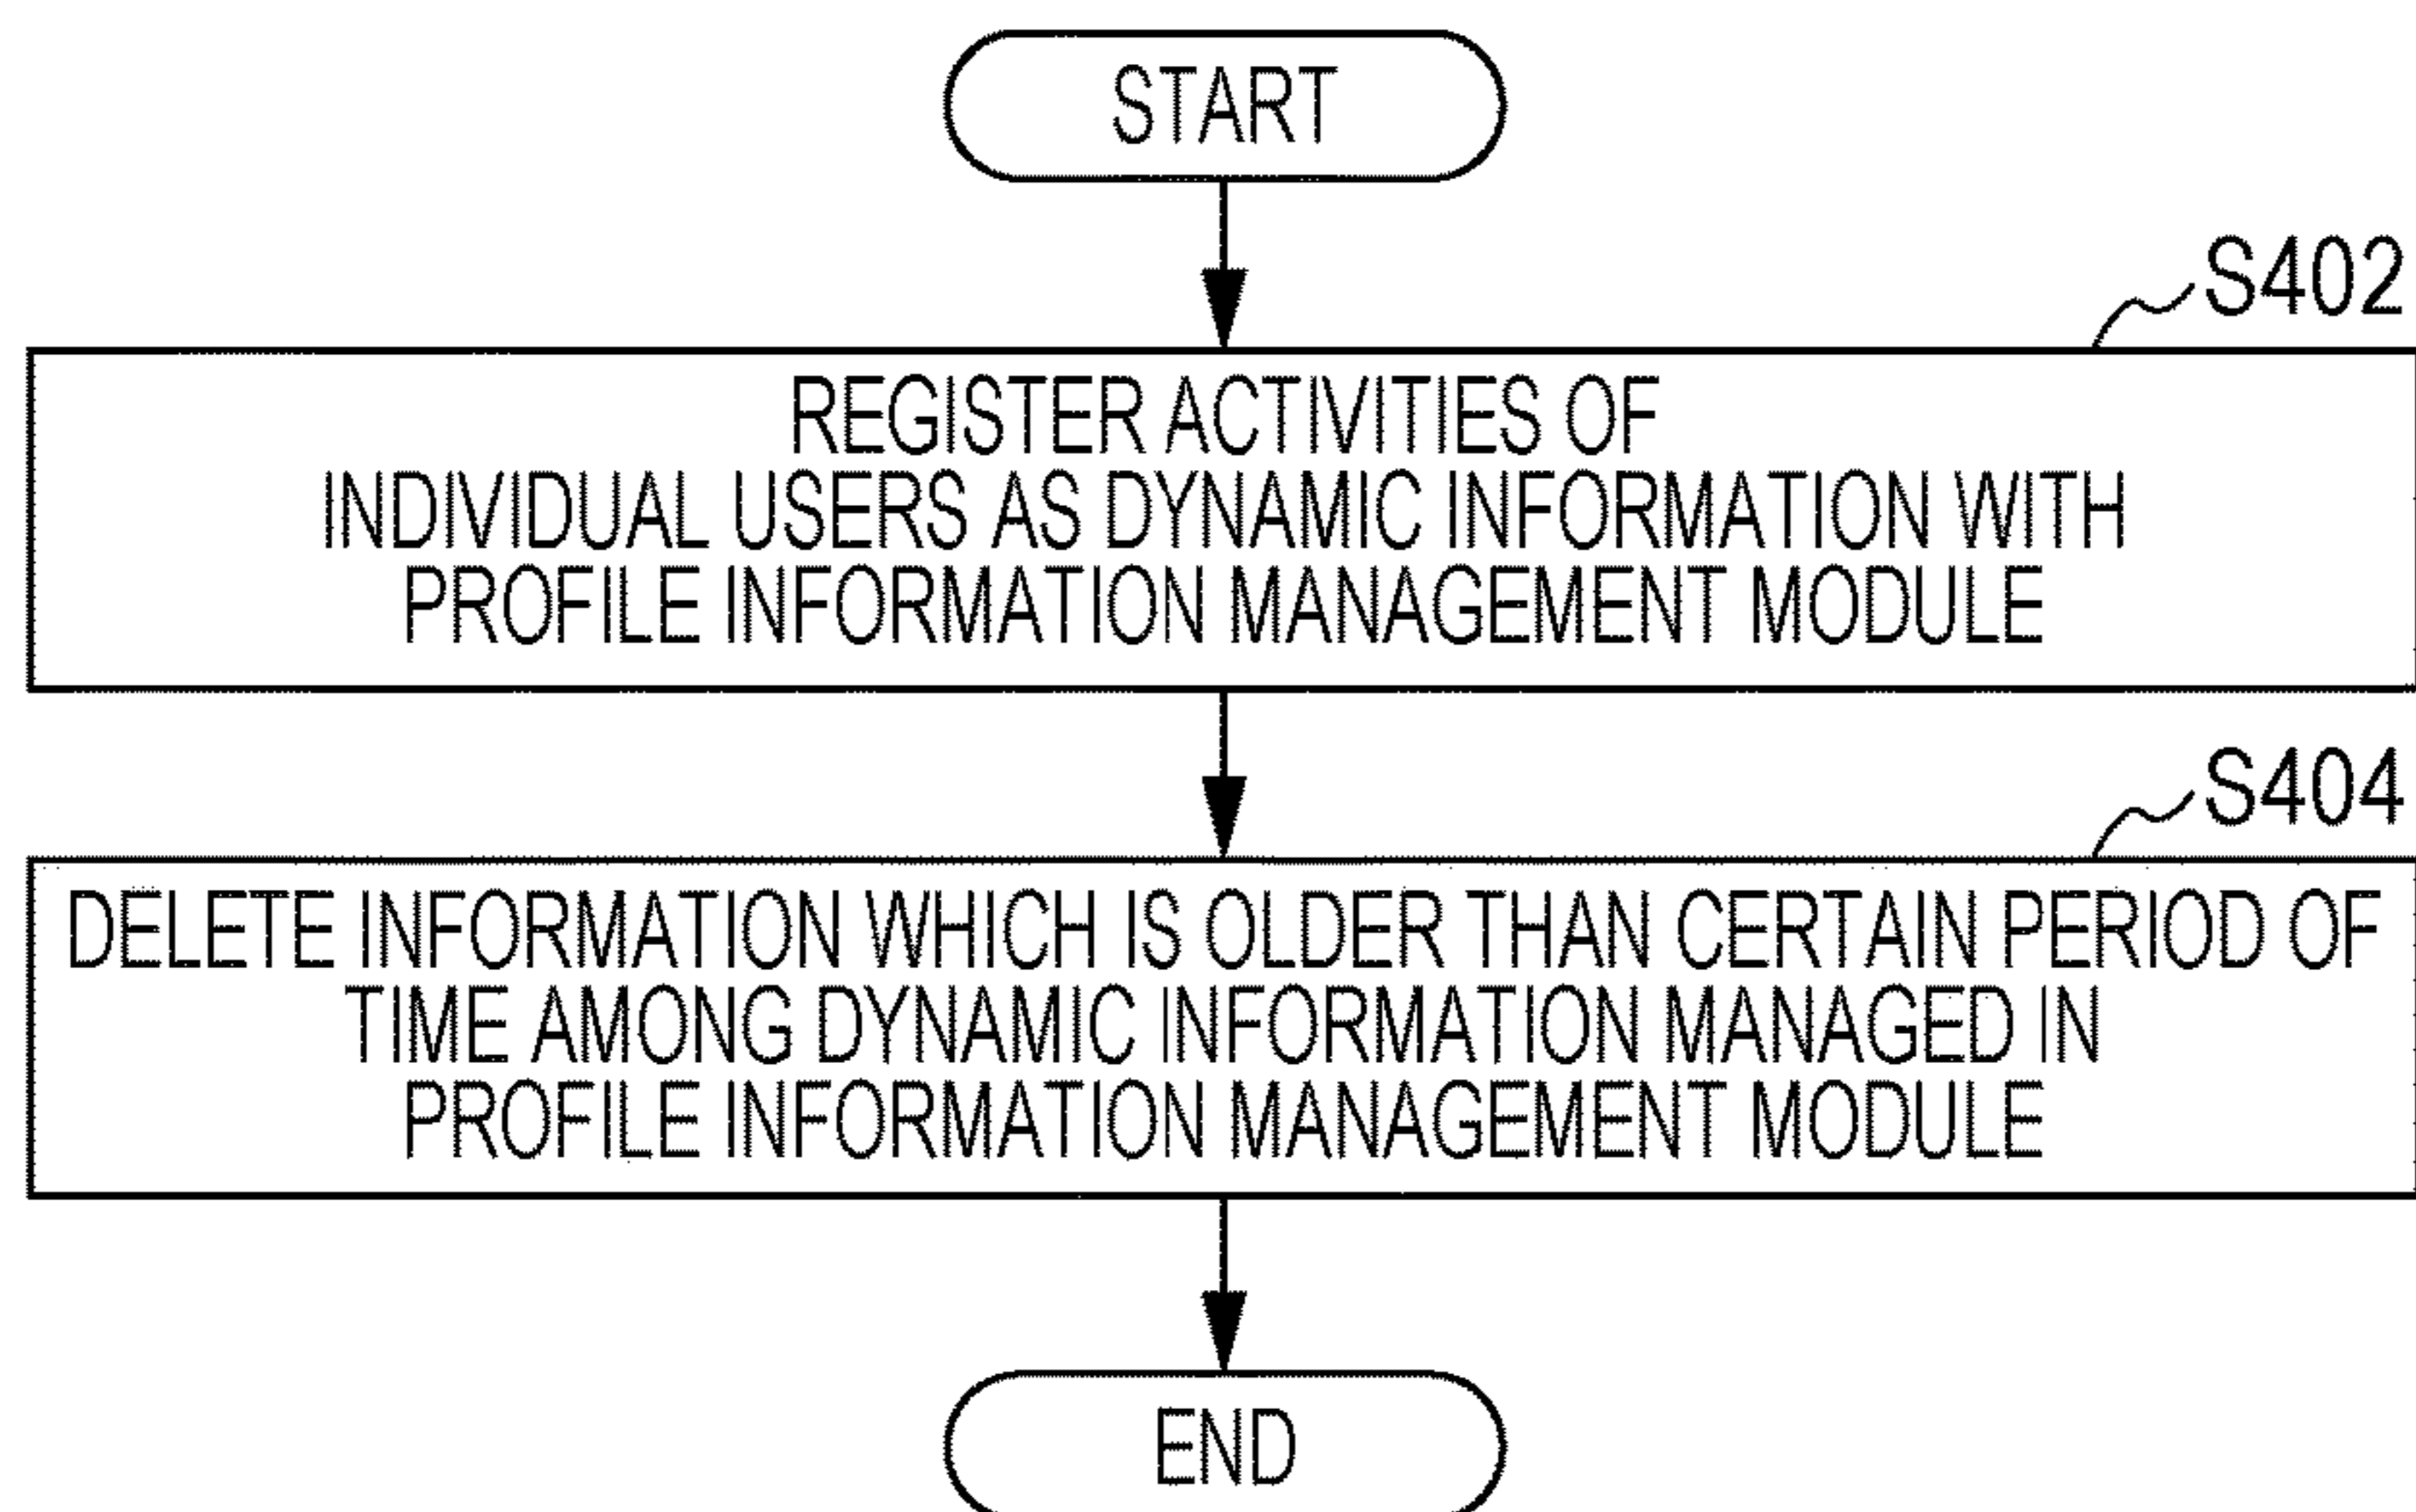 START
S402
REGISTER ACTIVITIES OF
INDIVIDUAL USERS AS DYNAMIC INFORMATION WITH
PROFILE INFORMATION MANAGEMENT MODULE
S404
DELETE INFORMATION WHICH IS OLDER THAN CERTAIN PERIOD OF
TIME AMONG DYNAMIC INFORMATION MANAGED IN
PROFILE INFORMATION MANAGEMENT MODULE
END